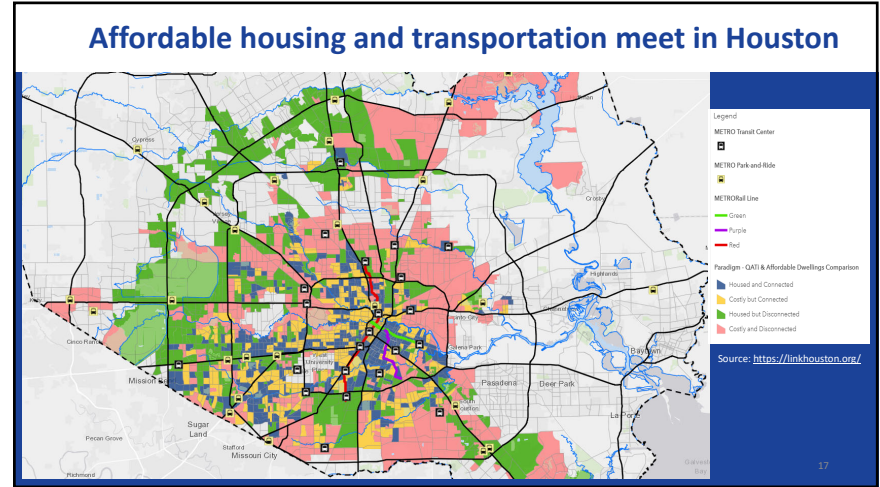 Affordable housing and transportation meet in Houston
Cypress
Crosby
Highlands
Cinco Ranch
Galena Park
Baytown
Mission Bend
Pasadena
Deer Park
La Porte
Sugar
Land
Pecan Grove
Stafford
Missouri City
Richmond
Legend
METRO Transit Center
METRO Park-and-Ride
METRORail Line
Green
Purple
Red
Paradigm - QATI & Affordable Dwellings Comparison
Housed and Connected
Costly but Connected
Housed but Disconnected
Costly and Disconnected
Source: https://linkhouston.org/
17